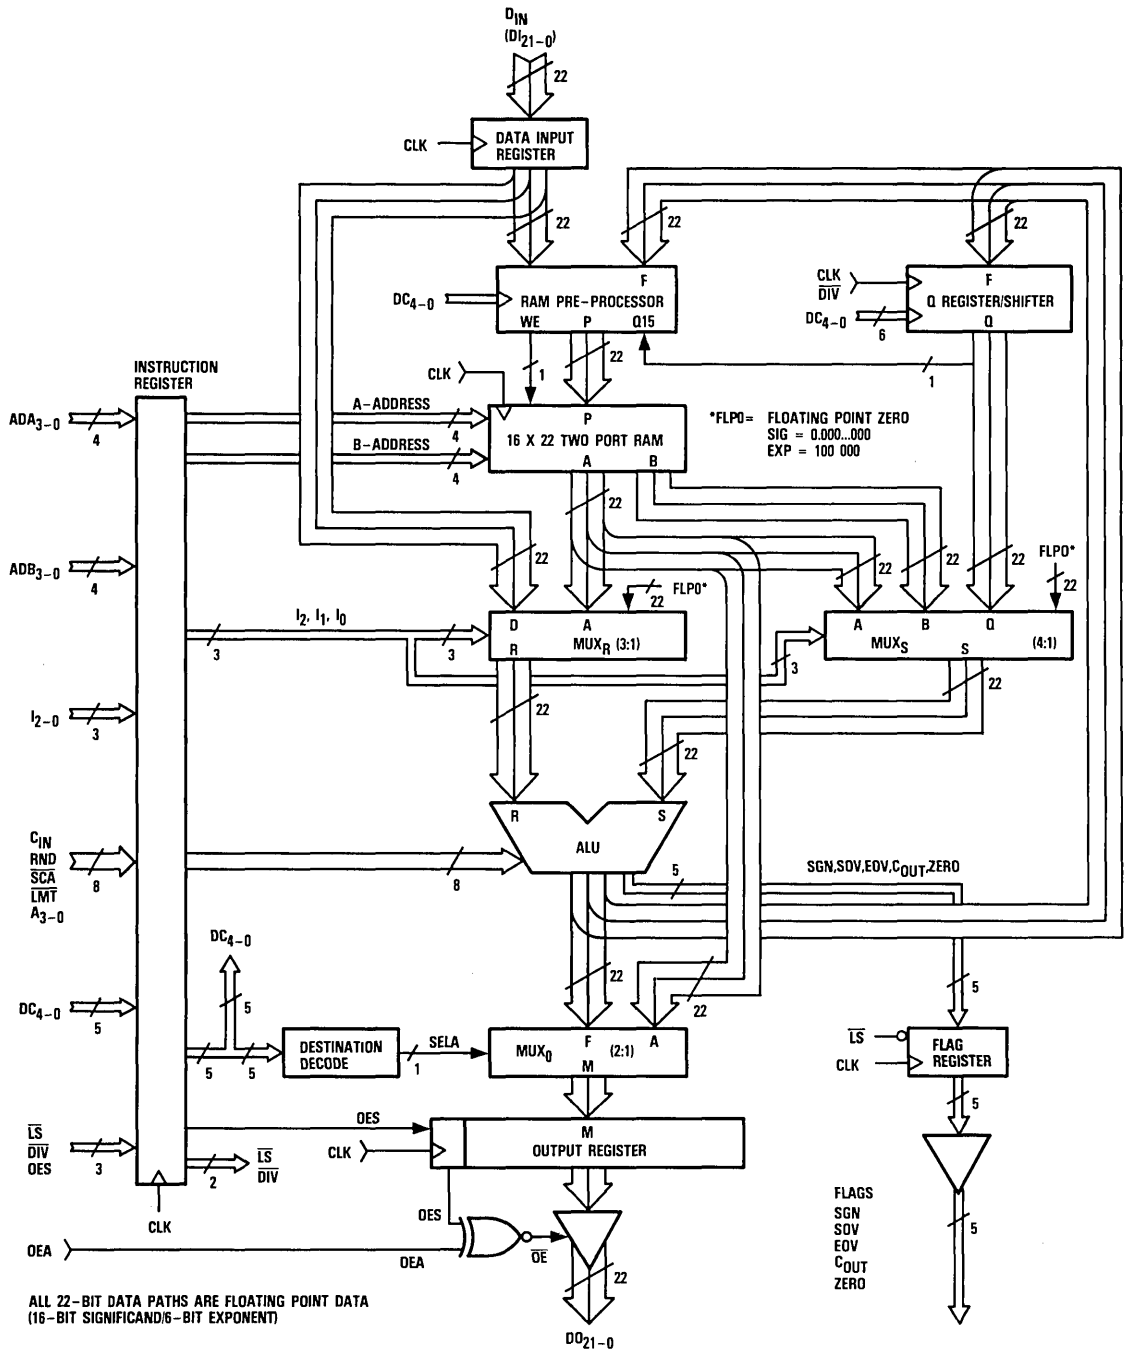 DIN
(DI21-0)
22
CLK
DATA INPUT
REGISTER
22
22
22
F
DC4-0
RAM PRE-PROCESSOR
WE P Q15
CLK
DIV
DC4-0
6
F
Q REGISTER/SHIFTER
Q
1
22
1
CLK
INSTRUCTION
REGISTER
ADA3-0
4
A-ADDRESS
4
B-ADDRESS
4
P
16 X 22 TWO PORT RAM
A B
*FLP0= FLOATING POINT ZERO
SIG = 0.000...000
EXP = 100 000
22
ADB3-0
4
22
22
22
22
FLP0*
22
FLP0*
22
I2, I1, I0
3
3
D A
MUXR (3:1)
R
3
A B Q
MUXS S (4:1)
22
22
I2-0
3
22
R S
ALU
CIN
RND
SCA
LMT
A3-0
8
8
5
SGN,SOV,EOV,COUT,ZERO
DC4-0
5
22
22
5
DC4-0
5
5
5
DESTINATION
DECODE
SELA
1
F A
MUX0 (2:1)
M
LS
CLK
FLAG
REGISTER
5
LS
DIV
OES
3
2
LS
DIV
CLK
OES
CLK
M
OUTPUT REGISTER
OES
OEA
OEA
OE
22
DO21-0
FLAGS
SGN
SOV
EOV
COUT
ZERO
5
ALL 22-BIT DATA PATHS ARE FLOATING POINT DATA
(16-BIT SIGNIFICAND/6-BIT EXPONENT)